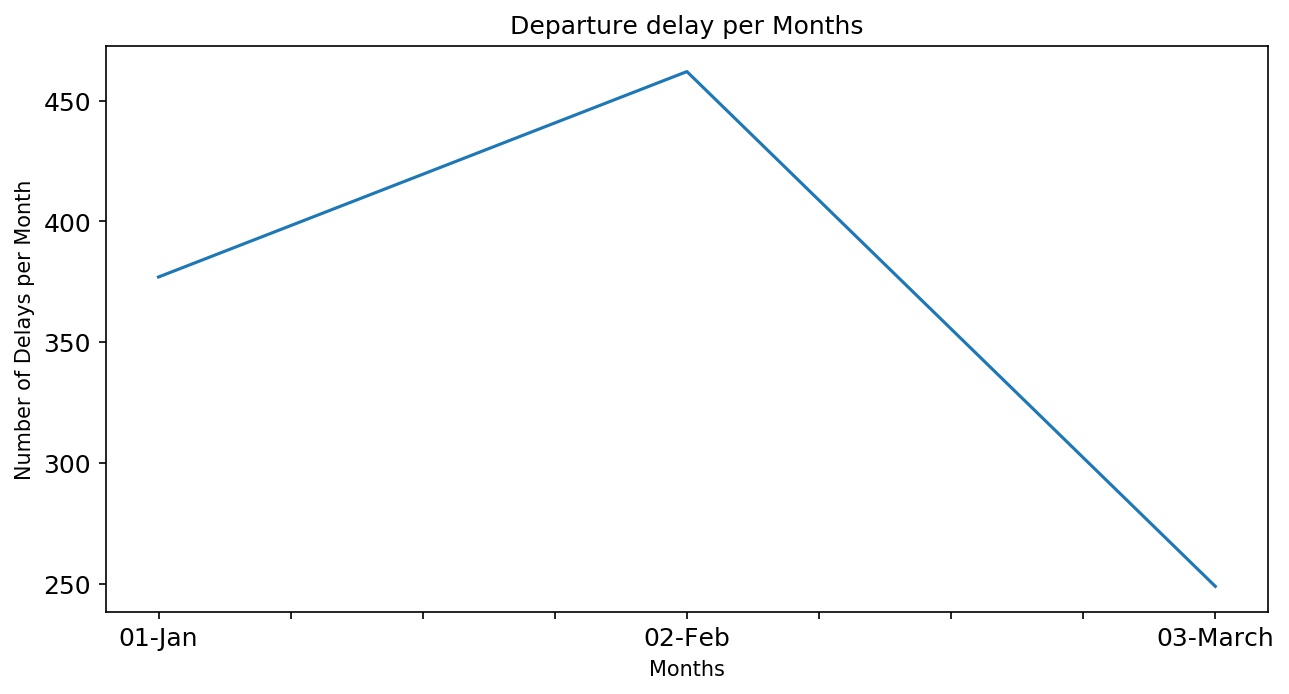 Departure delay per Months
Number of Delays per Month
450
400
350
300
250
01-Jan
02-Feb
03-March
Months